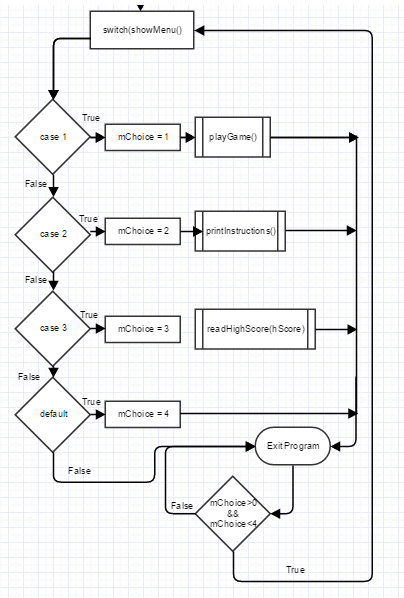 switch(showMenu()
True
case 1
mChoice = 1
playGame()
False
True
case 2
mChoice = 2
printInstructions()
False
True
case 3
mChoice = 3
readHighScore(hScore)
False
True
default
mChoice = 4
False
Exit Program
False
mChoice>0
&&
mChoice<4
True